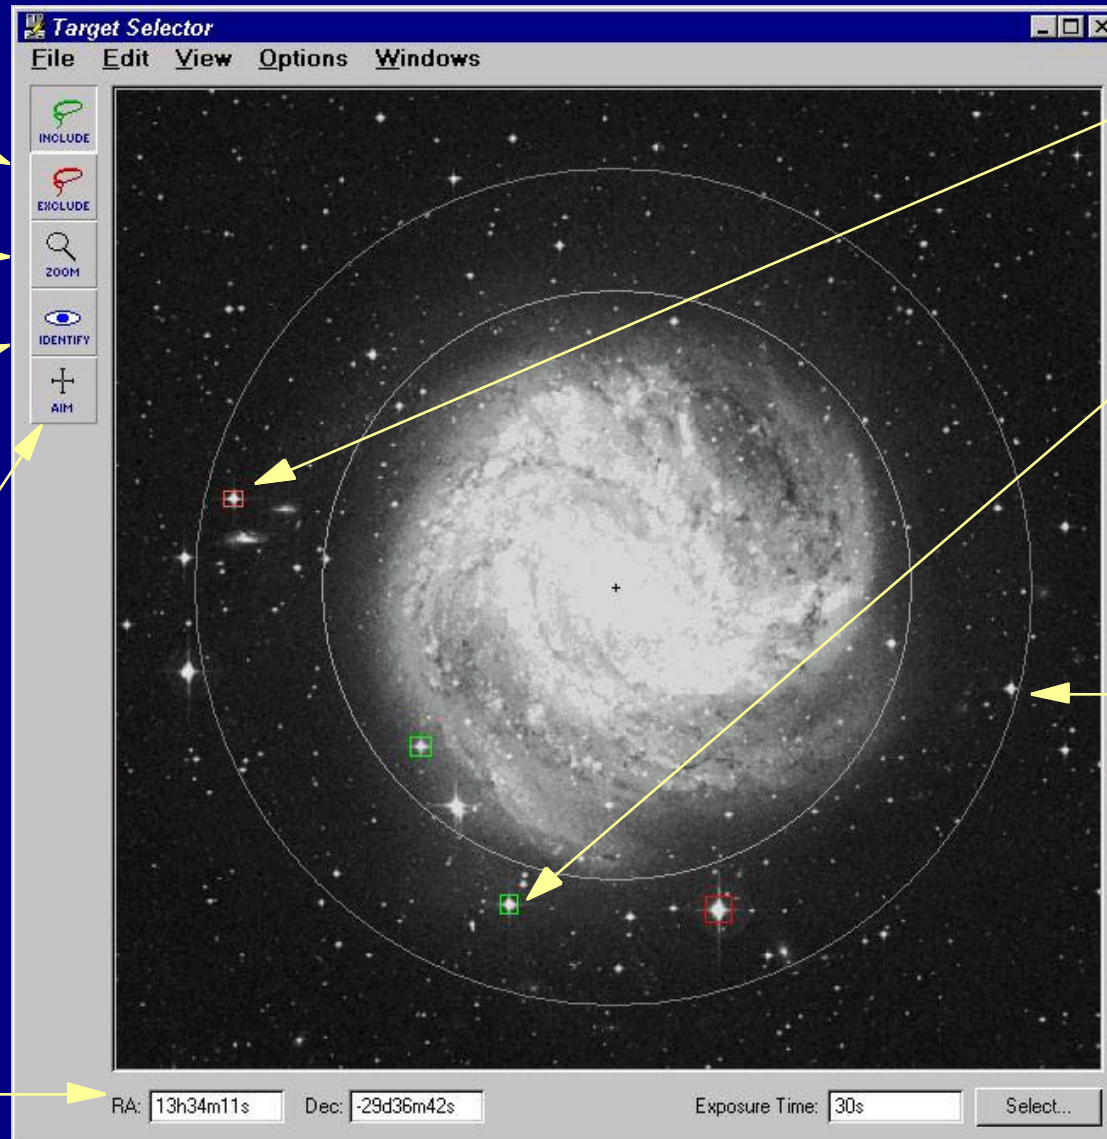 Target Selector
File Edit View Options Windows
INCLUDE
EXCLUDE
ZOOM
IDENTIFY
AIM
RA: 13h34m11s Dec: -29d36m42s Exposure Time: 30s Select...